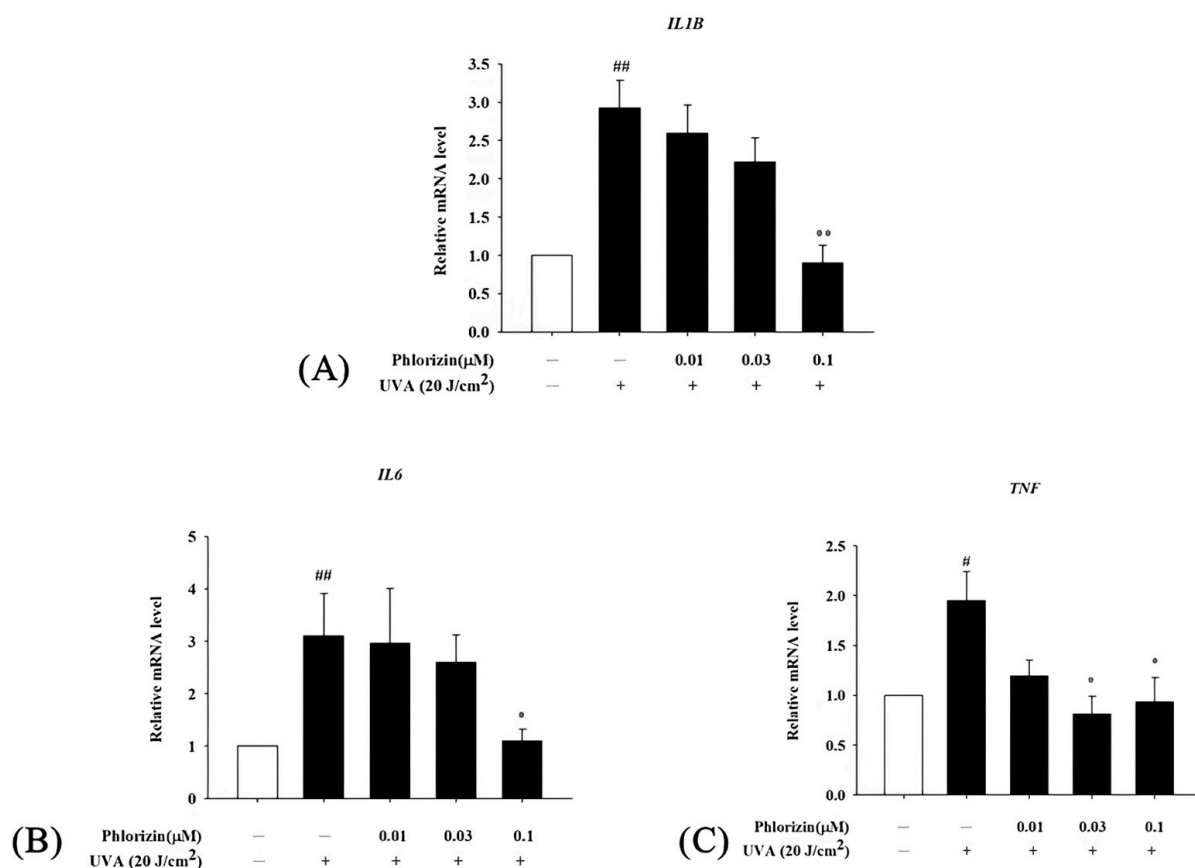 IL1B
3.5
##
3.0
2.5
2.0
1.5
1.0
0.5
0.0
Relative mRNA level
**
(A)
Phlorizin(μM) — — 0.01 0.03 0.1
UVA (20 J/cm²) — + + + +
IL6
5
4
3
2
1
0
Relative mRNA level
##
*
(B)
Phlorizin(μM) — — 0.01 0.03 0.1
UVA (20 J/cm²) — + + + +
TNF
2.5
2.0
1.5
1.0
0.5
0.0
Relative mRNA level
#
* *
(C)
Phlorizin(μM) — — 0.01 0.03 0.1
UVA (20 J/cm²) — + + + +